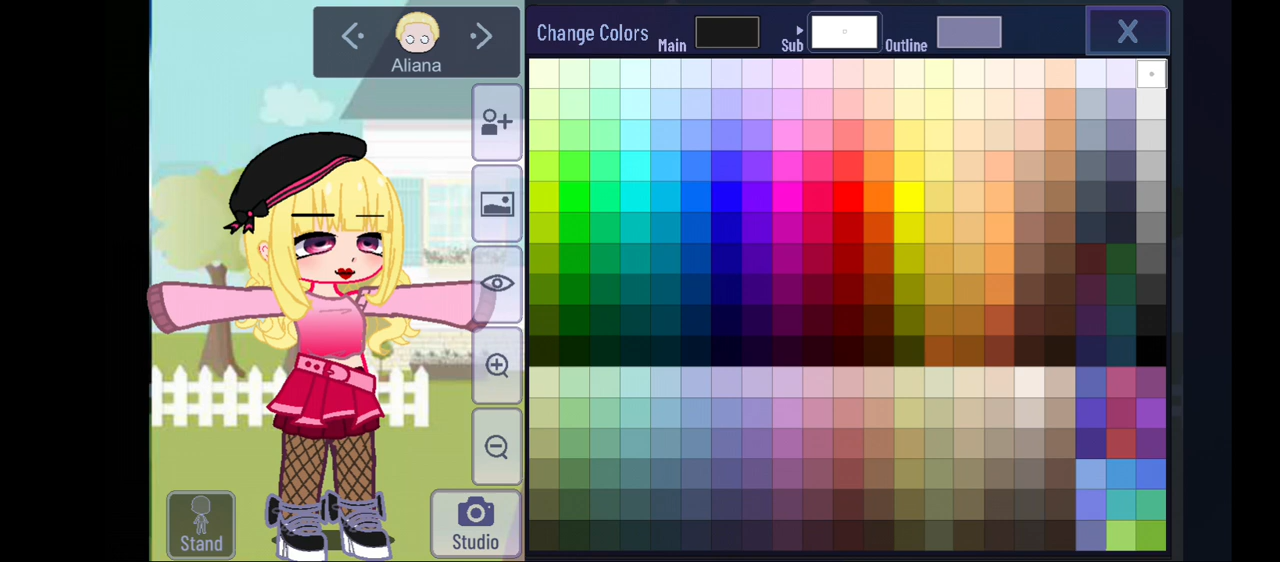 Aliana
Change Colors
Main
Sub
Outline
X
Stand
Studio